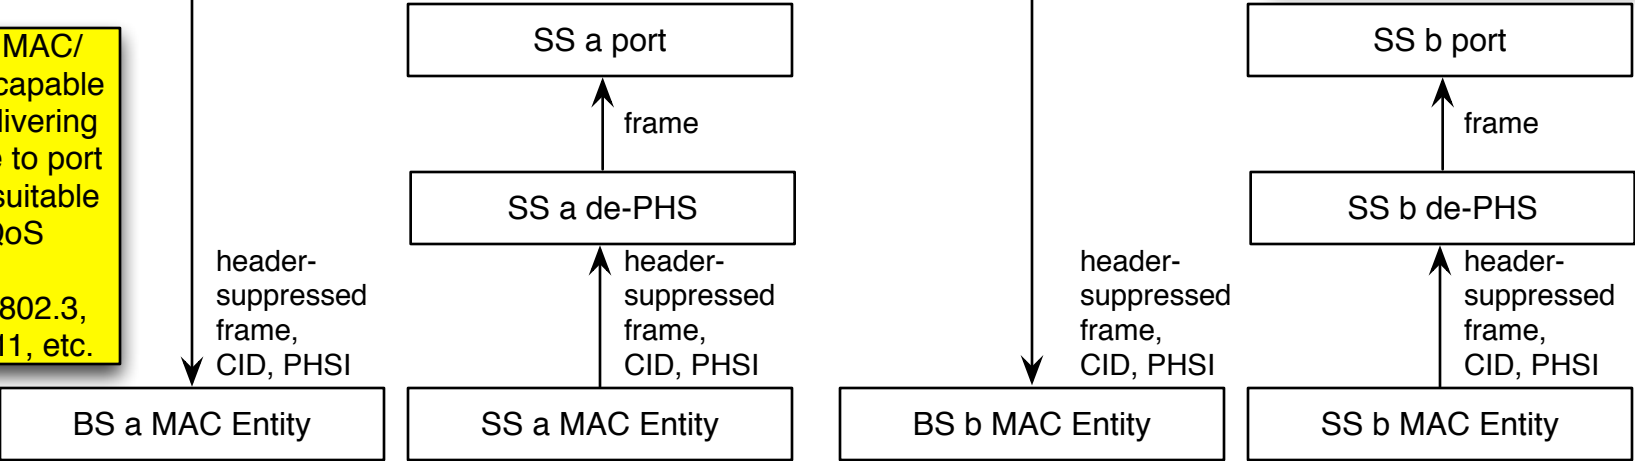 MAC/
capable
livering
to port
suitable
QoS
802.3,
11, etc.
SS a port
frame
SS a de-PHS
header-
suppressed
frame,
CID, PHSI
header-
suppressed
frame,
CID, PHSI
BS a MAC Entity
SS a MAC Entity
SS b port
frame
SS b de-PHS
header-
suppressed
frame,
CID, PHSI
header-
suppressed
frame,
CID, PHSI
BS b MAC Entity
SS b MAC Entity